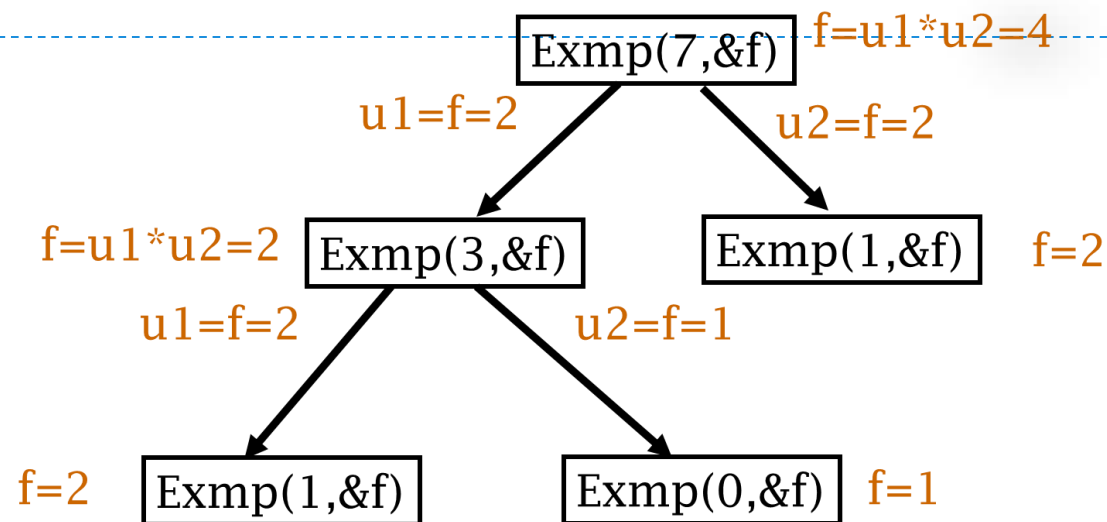 Exmp(7,&f) f=u1*u2=4
u1=f=2 u2=f=2
f=u1*u2=2 Exmp(3,&f) Exmp(1,&f) f=2
u1=f=2 u2=f=1
f=2 Exmp(1,&f) Exmp(0,&f) f=1